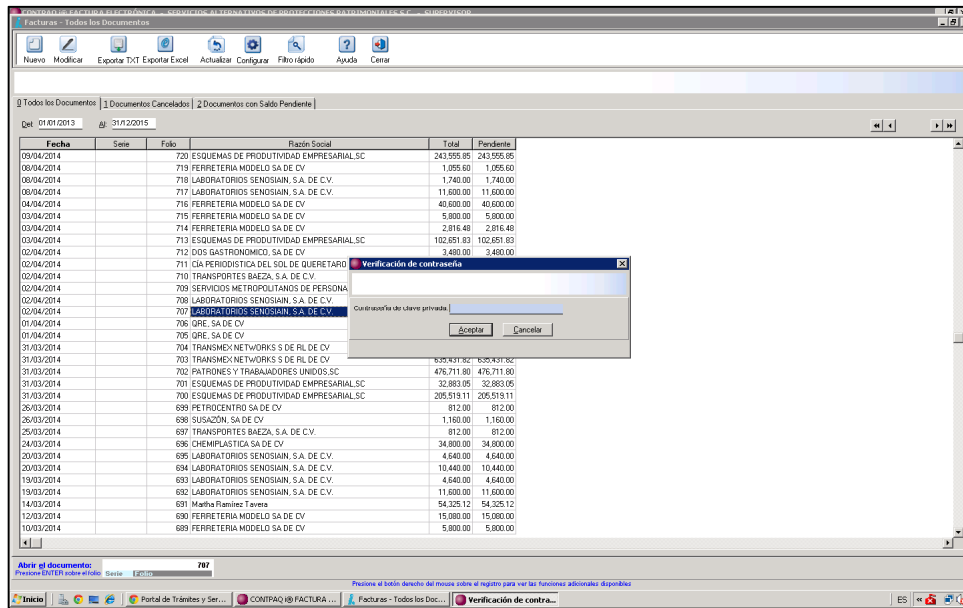 CONTPAQ i® FACTURA ELECTRÓNICA - SERVICIOS ALTERNATIVOS DE PROTECCIONES PATRIMONIALES S.C. - SUPERVISOR
Facturas - Todos los Documentos
Nuevo Modificar Exportar TXT Exportar Excel Actualizar Configurar Filtro rápido Ayuda Cerrar
0 Todos los Documentos 1 Documentos Cancelados 2 Documentos con Saldo Pendiente
Del: 01/01/2013 Al: 31/12/2015
Fecha Serie Folio Razón Social Total Pendiente
09/04/2014 720 ESQUEMAS DE PRODUTIVIDAD EMPRESARIAL,SC 243,555.85 243,555.85
08/04/2014 719 FERRETERIA MODELO SA DE CV 1,055.60 1,055.60
08/04/2014 718 LABORATORIOS SENOSIAIN, S.A. DE C.V. 1,740.00 1,740.00
08/04/2014 717 LABORATORIOS SENOSIAIN, S.A. DE C.V. 11,600.00 11,600.00
04/04/2014 716 FERRETERIA MODELO SA DE CV 40,600.00 40,600.00
03/04/2014 715 FERRETERIA MODELO SA DE CV 5,800.00 5,800.00
03/04/2014 714 FERRETERIA MODELO SA DE CV 2,816.48 2,816.48
03/04/2014 713 ESQUEMAS DE PRODUTIVIDAD EMPRESARIAL,SC 102,651.83 102,651.83
02/04/2014 712 DOS GASTRONOMICO, SA DE CV 3,480.00 3,480.00
02/04/2014 711 CÍA PERIODISTICA DEL SOL DE QUERETARO
02/04/2014 710 TRANSPORTES BAEZA, S.A. DE C.V.
02/04/2014 709 SERVICIOS METROPOLITANOS DE PERSONA
02/04/2014 708 LABORATORIOS SENOSIAIN, S.A. DE C.V.
02/04/2014 707 LABORATORIOS SENOSIAIN, S.A. DE C.V.
01/04/2014 706 QRE, SA DE CV
01/04/2014 705 QRE, SA DE CV
31/03/2014 704 TRANSMEX NETWORKS S DE RL DE CV
31/03/2014 703 TRANSMEX NETWORKS S DE RL DE CV 635,431.82 635,431.82
31/03/2014 702 PATRONES Y TRABAJADORES UNIDOS,SC 476,711.80 476,711.80
31/03/2014 701 ESQUEMAS DE PRODUTIVIDAD EMPRESARIAL,SC 32,883.05 32,883.05
31/03/2014 700 ESQUEMAS DE PRODUTIVIDAD EMPRESARIAL,SC 205,519.11 205,519.11
26/03/2014 699 PETROCENTRO SA DE CV 812.00 812.00
26/03/2014 698 SUSAZÓN, SA DE CV 1,160.00 1,160.00
25/03/2014 697 TRANSPORTES BAEZA, S.A. DE C.V. 812.00 812.00
24/03/2014 696 CHEMIPLASTICA SA DE CV 34,800.00 34,800.00
20/03/2014 695 LABORATORIOS SENOSIAIN, S.A. DE C.V. 4,640.00 4,640.00
20/03/2014 694 LABORATORIOS SENOSIAIN, S.A. DE C.V. 10,440.00 10,440.00
19/03/2014 693 LABORATORIOS SENOSIAIN, S.A. DE C.V. 4,640.00 4,640.00
19/03/2014 692 LABORATORIOS SENOSIAIN, S.A. DE C.V. 11,600.00 11,600.00
14/03/2014 691 Martha Ramírez Tavera 54,325.12 54,325.12
12/03/2014 690 FERRETERIA MODELO SA DE CV 15,080.00 15,080.00
10/03/2014 689 FERRETERIA MODELO SA DE CV 5,800.00 5,800.00
Verificación de contraseña
Contraseña de clave privada:
Aceptar Cancelar
Abrir el documento: 707
Presione ENTER sobre el folio Serie Folio
Presione el botón derecho del mouse sobre el registro para ver las funciones adicionales disponibles
Inicio Portal de Trámites y Ser... CONTPAQ i® FACTURA ... Facturas - Todos los Doc... Verificación de contra... ES